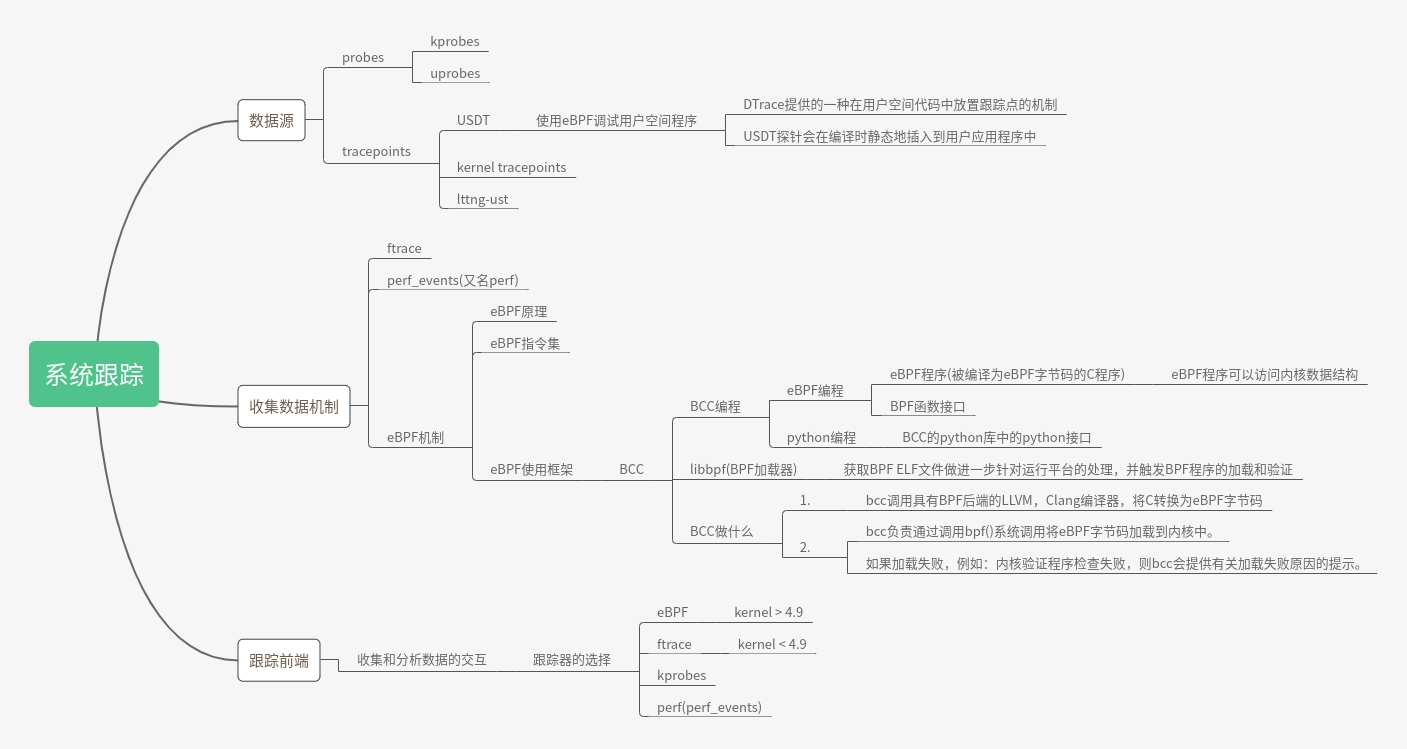 系统跟踪
数据源
probes
kprobes
uprobes
tracepoints
USDT
使用eBPF调试用户空间程序
DTrace提供的一种在用户空间代码中放置跟踪点的机制
USDT探针会在编译时静态地插入到用户应用程序中
kernel tracepoints
lttng-ust
收集数据机制
ftrace
perf_events(又名perf)
eBPF机制
eBPF原理
eBPF指令集
eBPF使用框架
BCC
BCC编程
eBPF编程
eBPF程序(被编译为eBPF字节码的C程序)
eBPF程序可以访问内核数据结构
BPF函数接口
python编程
BCC的python库中的python接口
libbpf(BPF加载器)
获取BPF ELF文件做进一步针对运行平台的处理，并触发BPF程序的加载和验证
BCC做什么
1.
bcc调用具有BPF后端的LLVM，Clang编译器，将C转换为eBPF字节码
2.
bcc负责通过调用bpf()系统调用将eBPF字节码加载到内核中。
如果加载失败，例如：内核验证程序检查失败，则bcc会提供有关加载失败原因的提示。
跟踪前端
收集和分析数据的交互
跟踪器的选择
eBPF
kernel > 4.9
ftrace
kernel < 4.9
kprobes
perf(perf_events)